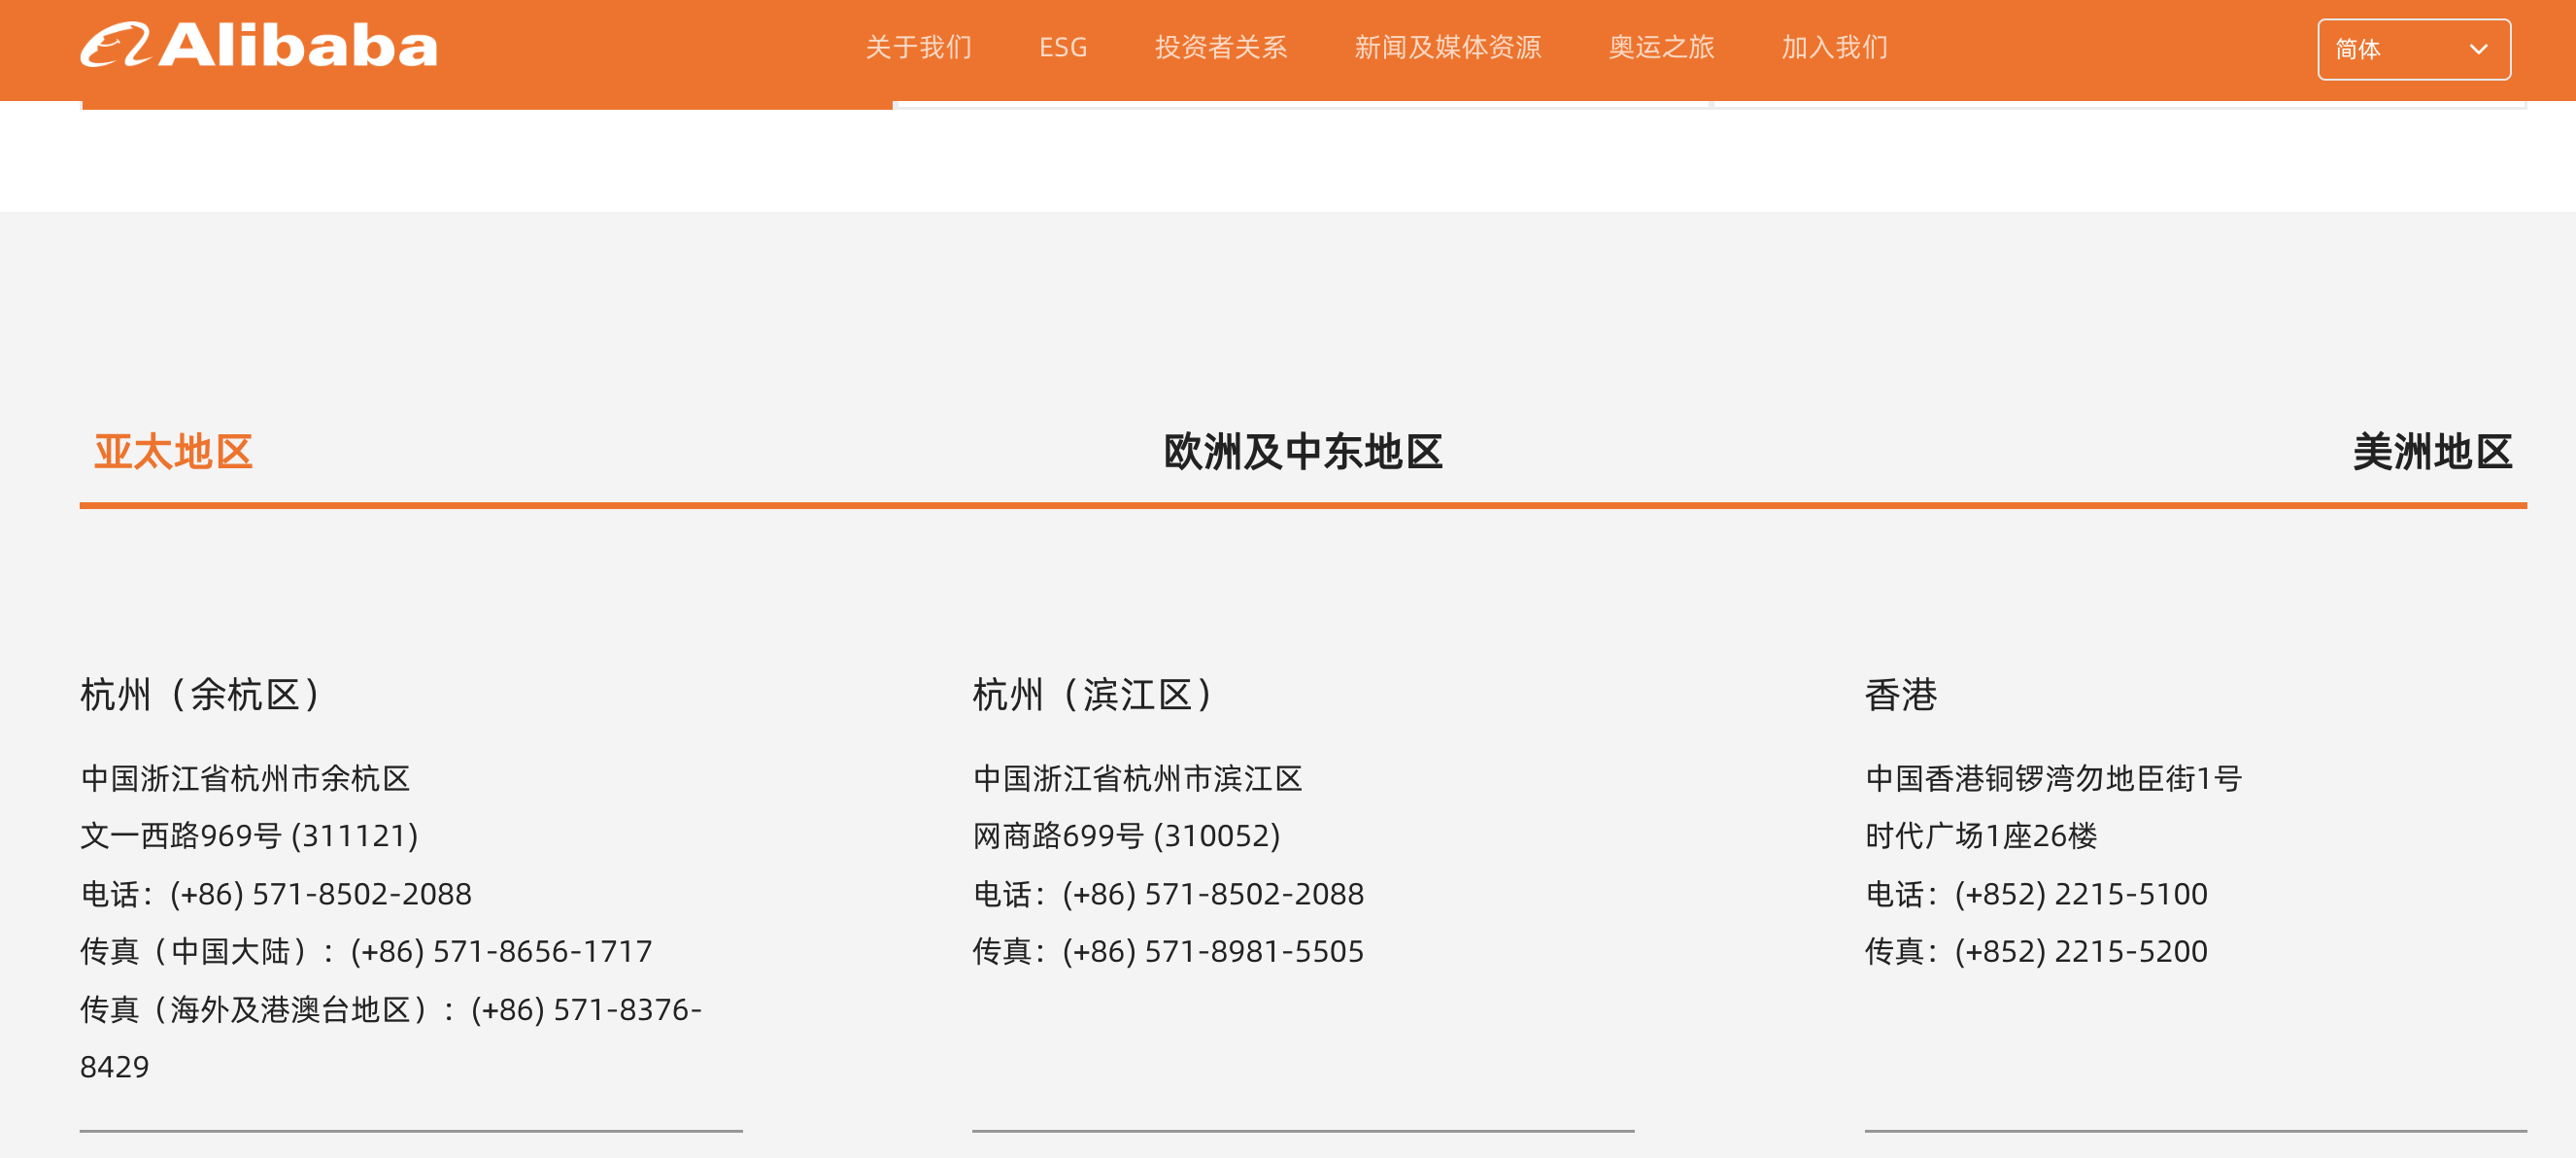 Alibaba
关于我们 ESG 投资者关系 新闻及媒体资源 奥运之旅 加入我们
简体
亚太地区
欧洲及中东地区
美洲地区
杭州（余杭区）
中国浙江省杭州市余杭区
文一西路969号 (311121)
电话：(+86) 571-8502-2088
传真（中国大陆）：(+86) 571-8656-1717
传真（海外及港澳台地区）：(+86) 571-8376-
8429
杭州（滨江区）
中国浙江省杭州市滨江区
网商路699号 (310052)
电话：(+86) 571-8502-2088
传真：(+86) 571-8981-5505
香港
中国香港铜锣湾勿地臣街1号
时代广场1座26楼
电话：(+852) 2215-5100
传真：(+852) 2215-5200